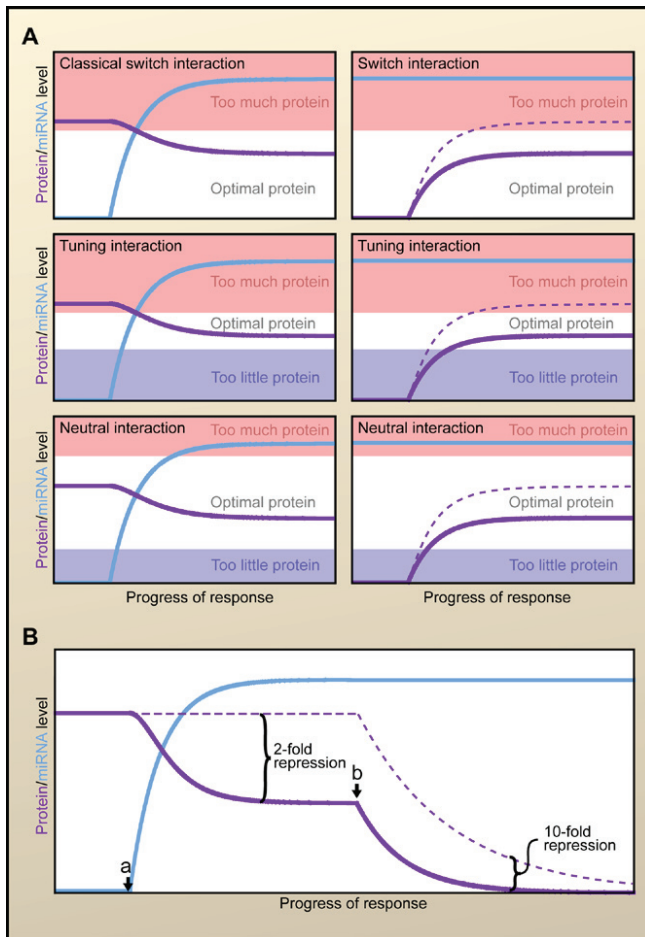 A
Protein/miRNA level
Classical switch interaction
Too much protein
Optimal protein
Switch interaction
Too much protein
Optimal protein
Protein/miRNA level
Tuning interaction
Too much protein
Optimal protein
Too little protein
Tuning interaction
Too much protein
Optimal protein
Too little protein
Protein/miRNA level
Neutral interaction
Too much protein
Optimal protein
Too little protein
Neutral interaction
Too much protein
Optimal protein
Too little protein
Progress of response
Progress of response
B
Protein/miRNA level
2-fold
repression
b
a
10-fold
repression
Progress of response